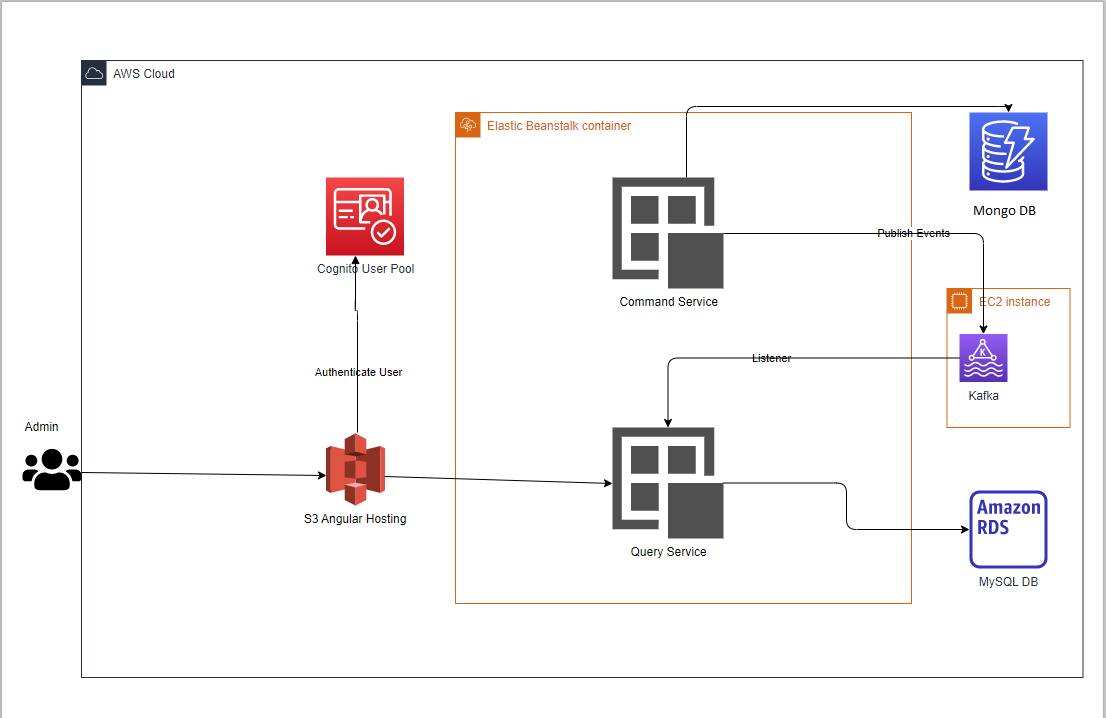 AWS Cloud
Elastic Beanstalk container
Mongo DB
Publish Events
Cognito User Pool
Command Service
EC2 instance
Listener
Authenticate User
K
Kafka
Admin
Amazon
RDS
S3 Angular Hosting
Query Service
MySQL DB